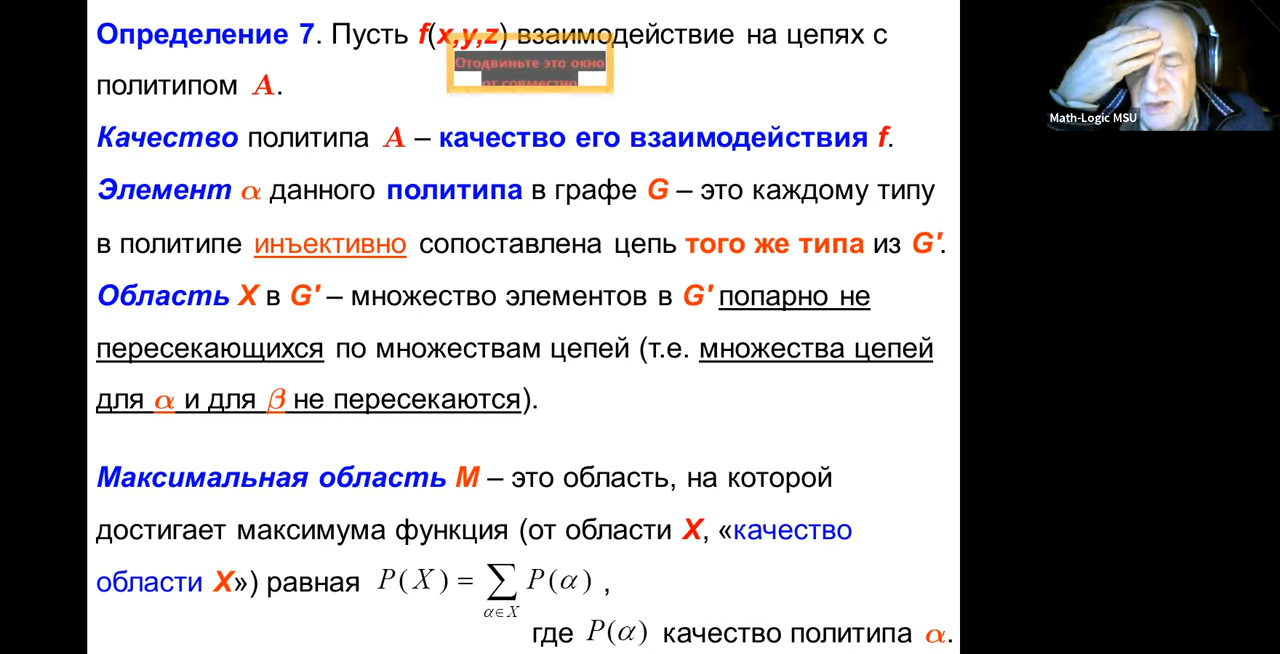 Определение 7. Пусть f(x,y,z) взаимодействие на цепях с
Отодвиньте это окно
от совместно
политипом A.
Math-Logic MSU
Качество политипа A – качество его взаимодействия f.
Элемент α данного политипа в графе G – это каждому типу
в политипе инъективно сопоставлена цепь того же типа из G'.
Область X в G' – множество элементов в G' попарно не
пересекающихся по множествам цепей (т.е. множества цепей
для α и для β не пересекаются).
Максимальная область M – это область, на которой
достигает максимума функция (от области X, «качество
области X») равная P(X) = ∑ P(α) ,
α∈X
где P(α) качество политипа α.